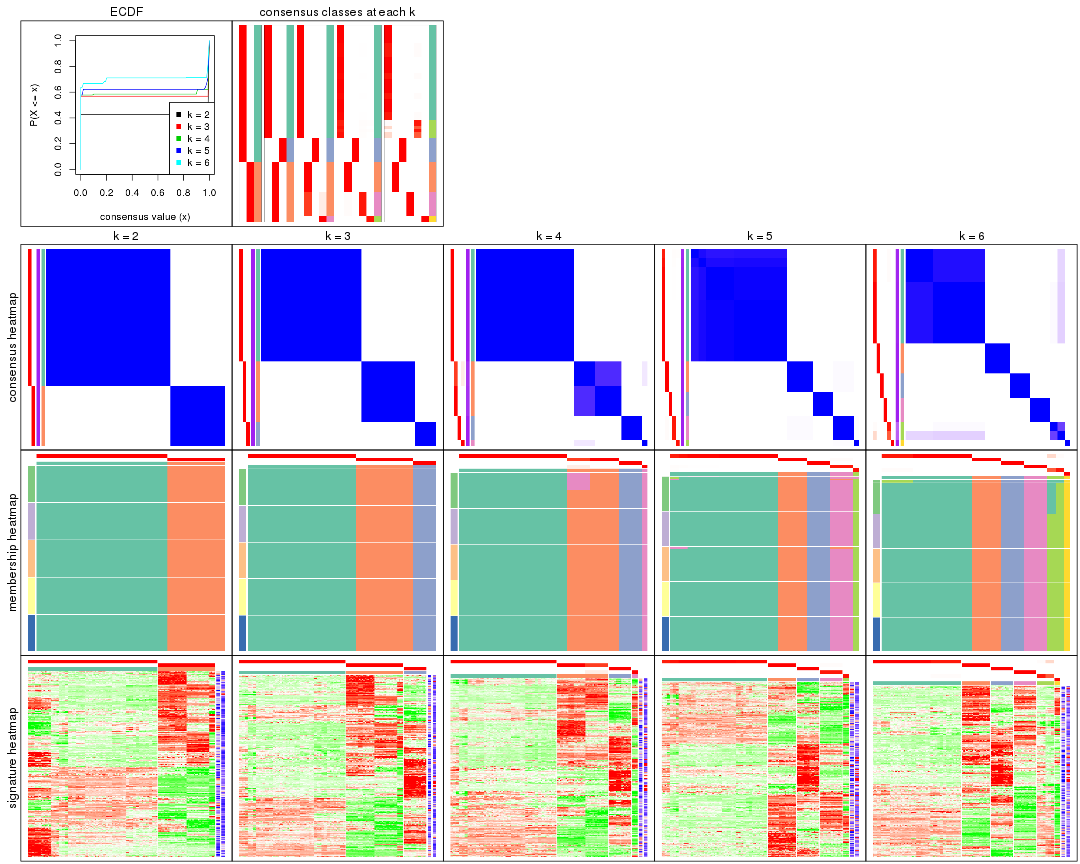 ECDF
consensus classes at each k
P(X <= x)
1.0
0.8
0.6
0.4
0.2
0.0
k = 2
k = 3
k = 4
k = 5
k = 6
0.0 0.2 0.4 0.6 0.8 1.0
consensus value (x)
k = 2 k = 3 k = 4 k = 5 k = 6
consensus heatmap
membership heatmap
signature heatmap